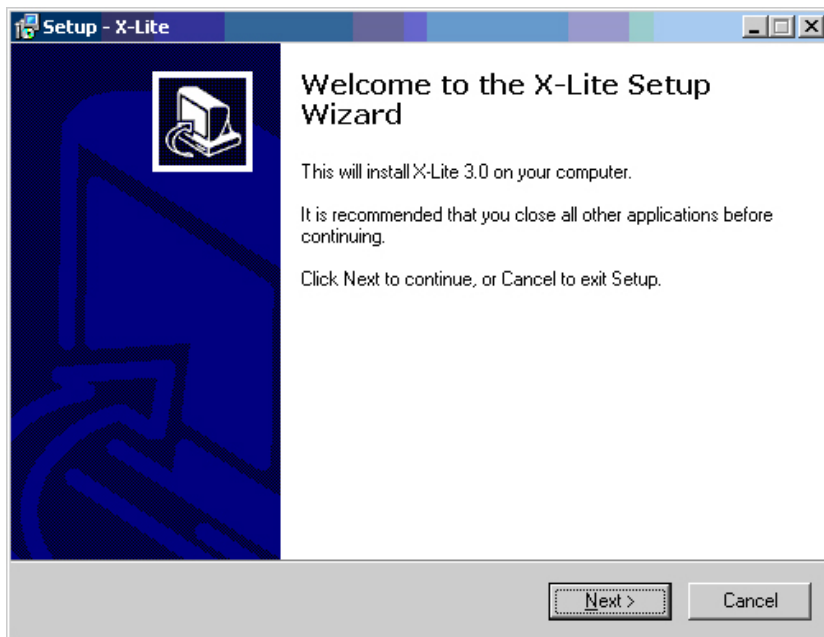 Setup - X-Lite
Welcome to the X-Lite Setup
Wizard
This will install X-Lite 3.0 on your computer.
It is recommended that you close all other applications before
continuing.
Click Next to continue, or Cancel to exit Setup.
Next >
Cancel